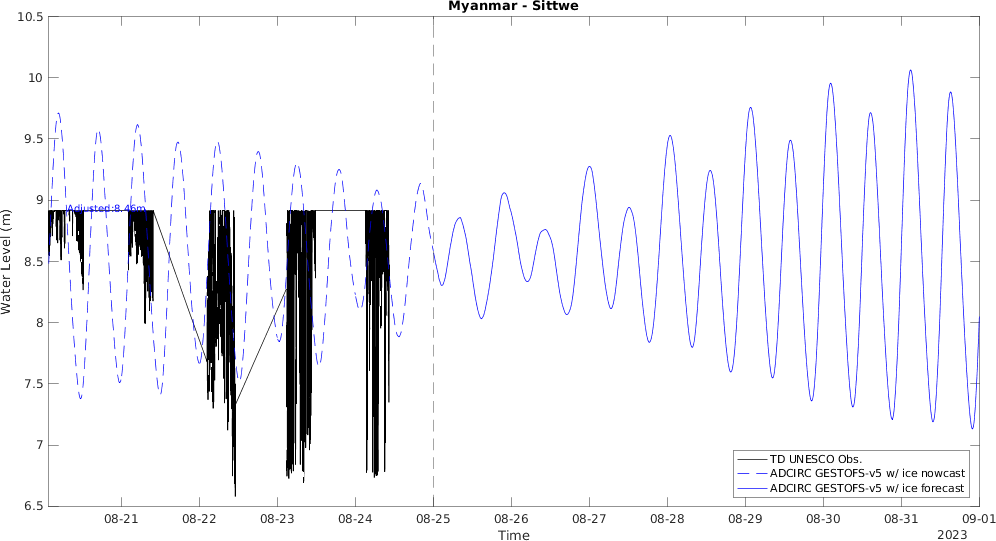 Myanmar - Sittwe
10.5
10
9.5
9
8.5
8
7.5
7
6.5
Water Level (m)
Adjusted:8.46m
TD UNESCO Obs.
ADCIRC GESTOFS-v5 w/ ice nowcast
ADCIRC GESTOFS-v5 w/ ice forecast
08-21 08-22 08-23 08-24 08-25 08-26 08-27 08-28 08-29 08-30 08-31 09-01
Time
2023